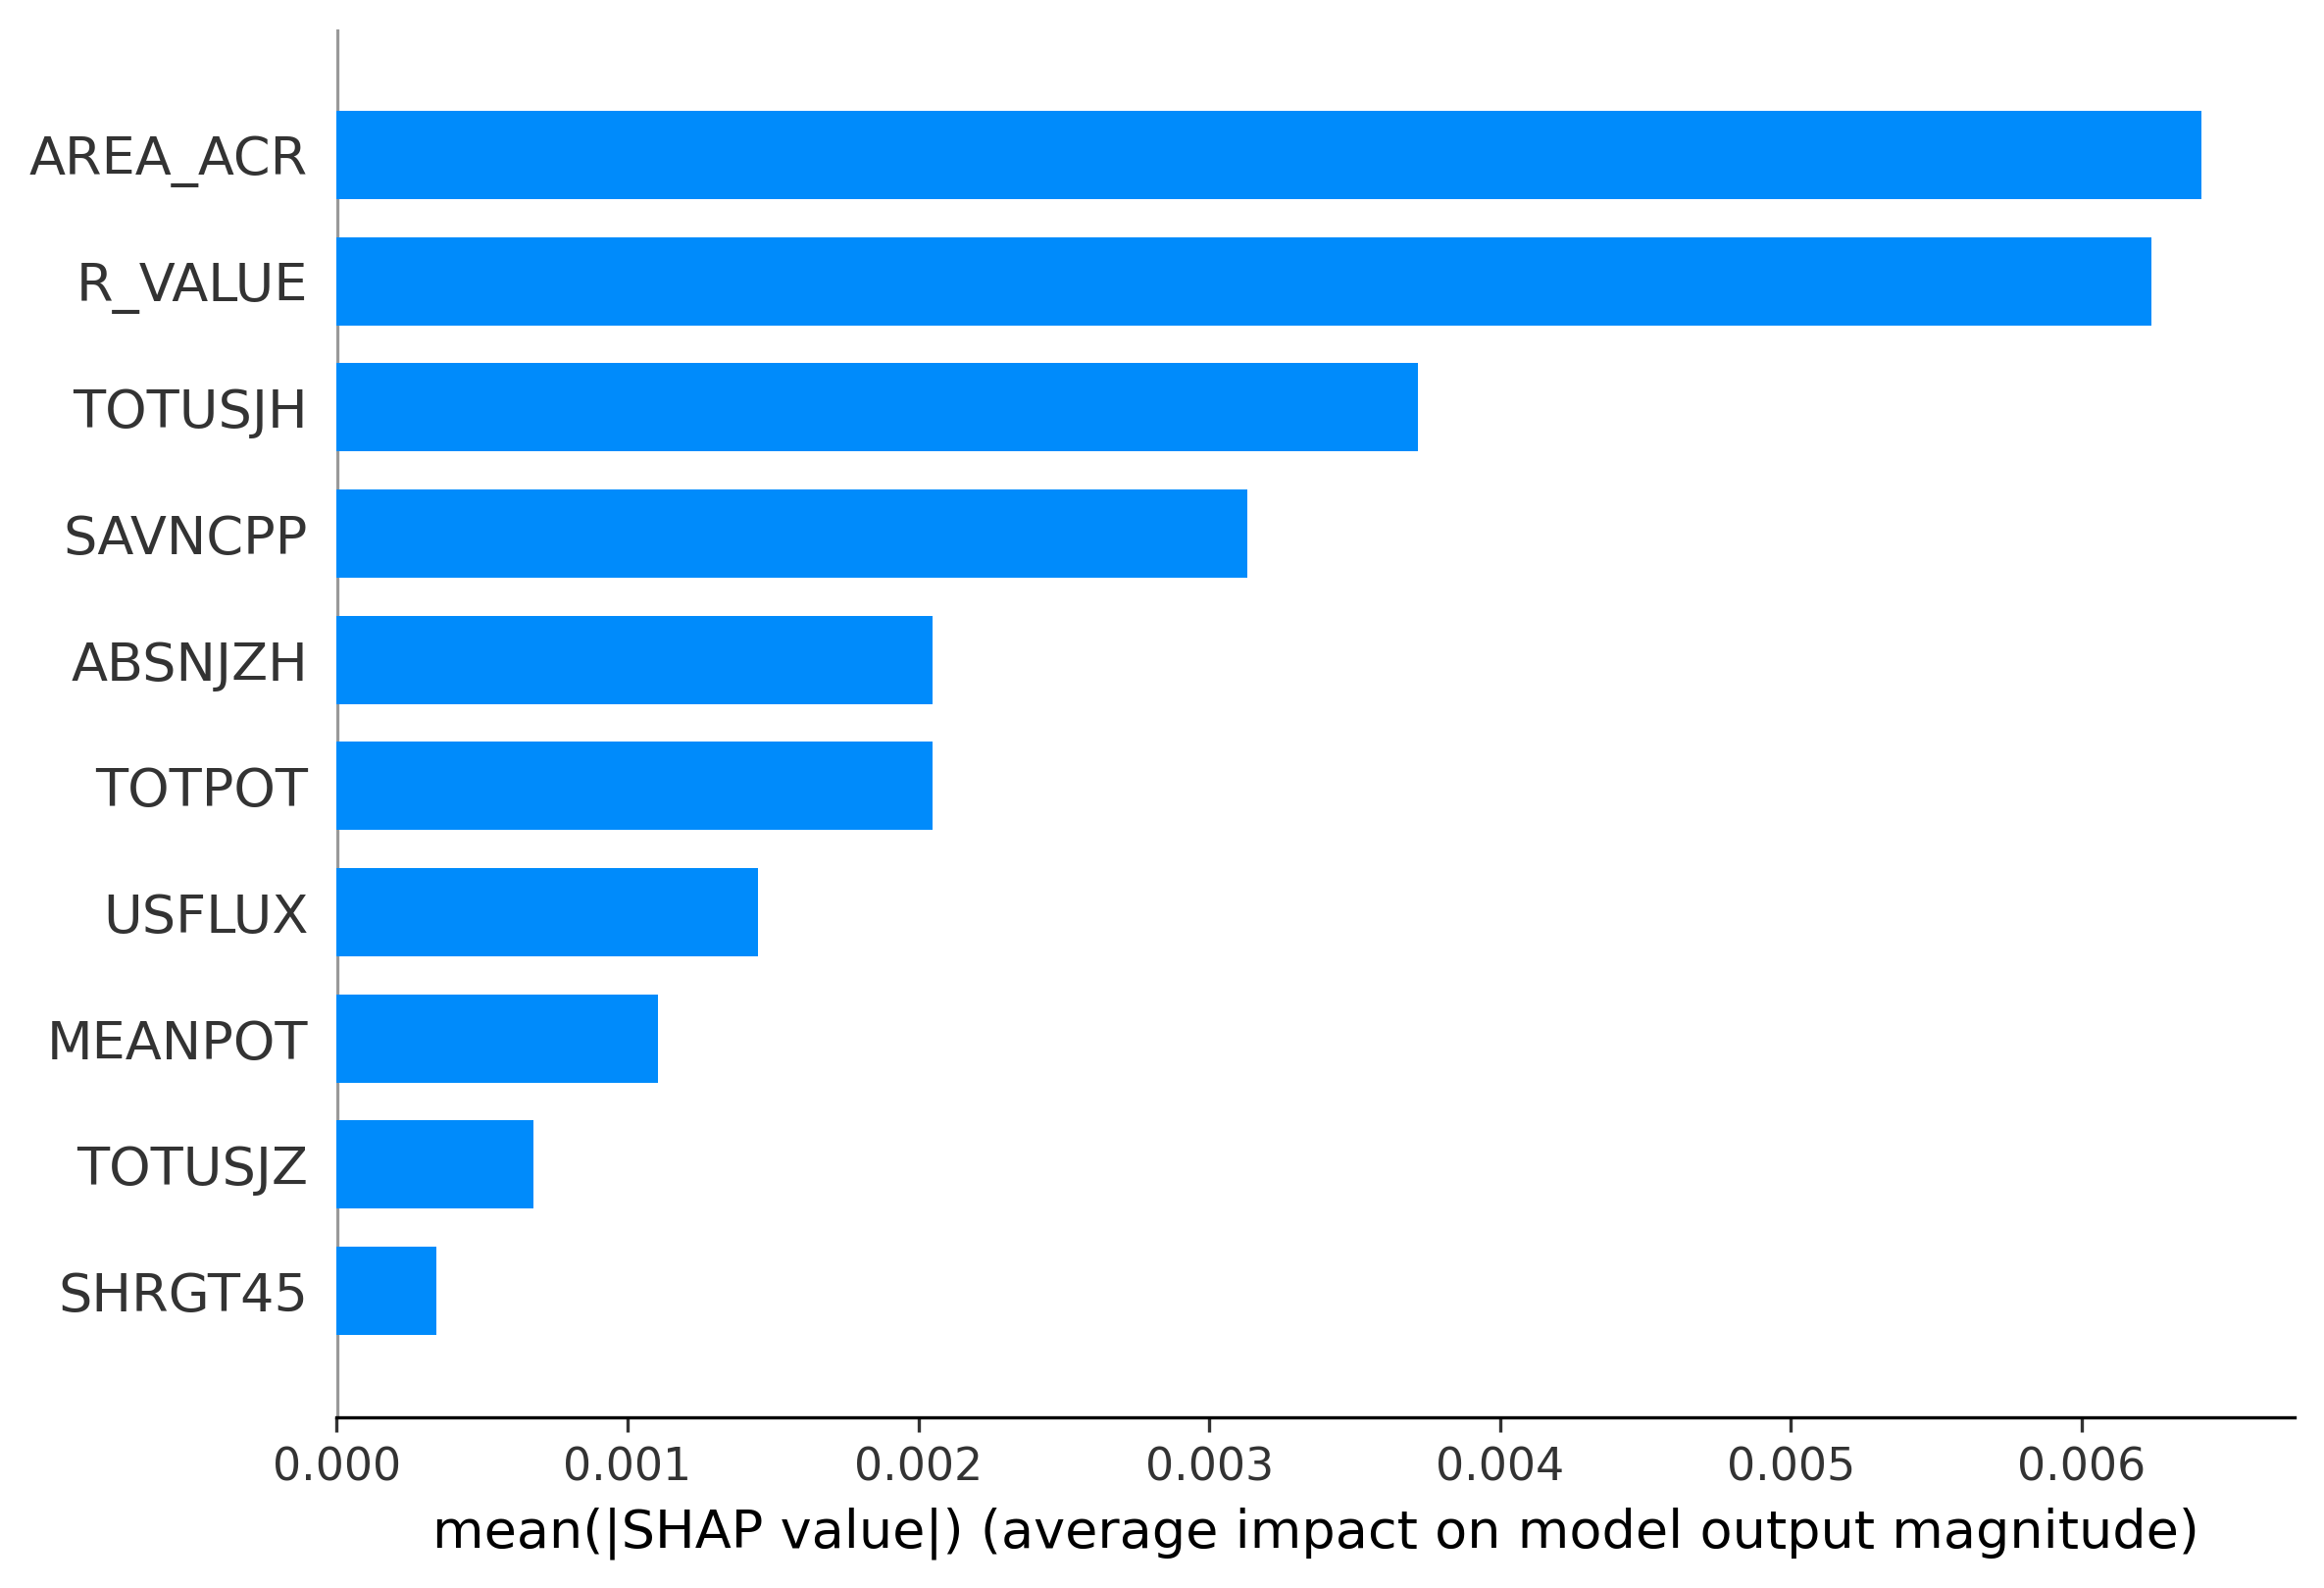 AREA_ACR
R_VALUE
TOTUSJH
SAVNCPP
ABSNJZH
TOTPOT
USFLUX
MEANPOT
TOTUSJZ
SHRGT45
0.000 0.001 0.002 0.003 0.004 0.005 0.006
mean(|SHAP value|) (average impact on model output magnitude)